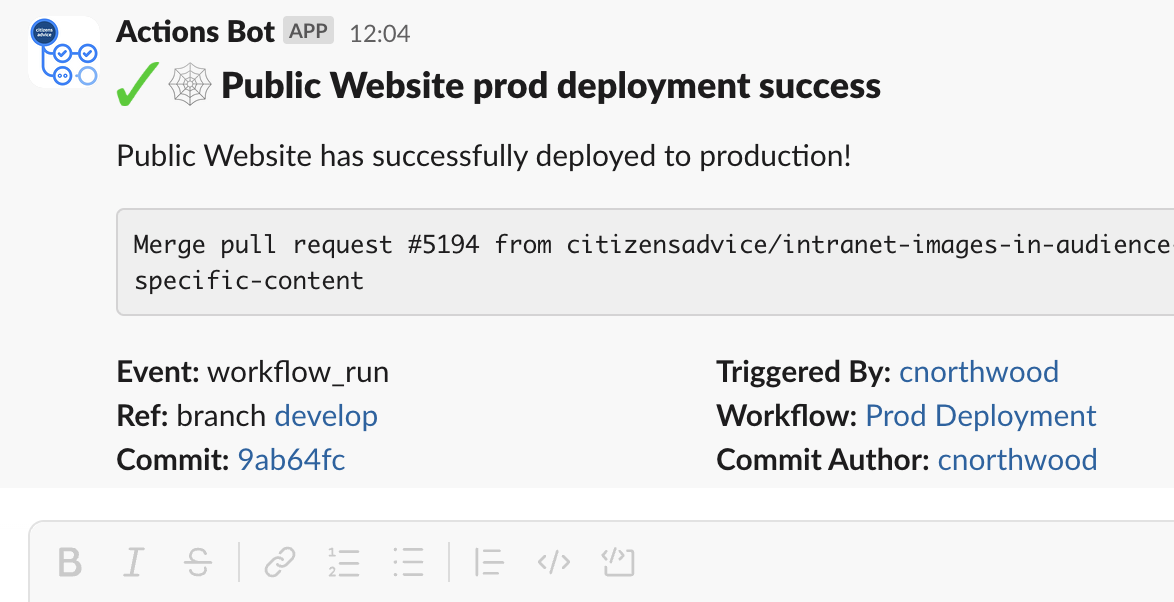 citizens advice
Actions Bot APP 12:04
Public Website prod deployment success
Public Website has successfully deployed to production!
Merge pull request #5194 from citizensadvice/intranet-images-in-audience-
specific-content
Event: workflow_run
Triggered By: cnorthwood
Ref: branch develop
Workflow: Prod Deployment
Commit: 9ab64fc
Commit Author: cnorthwood